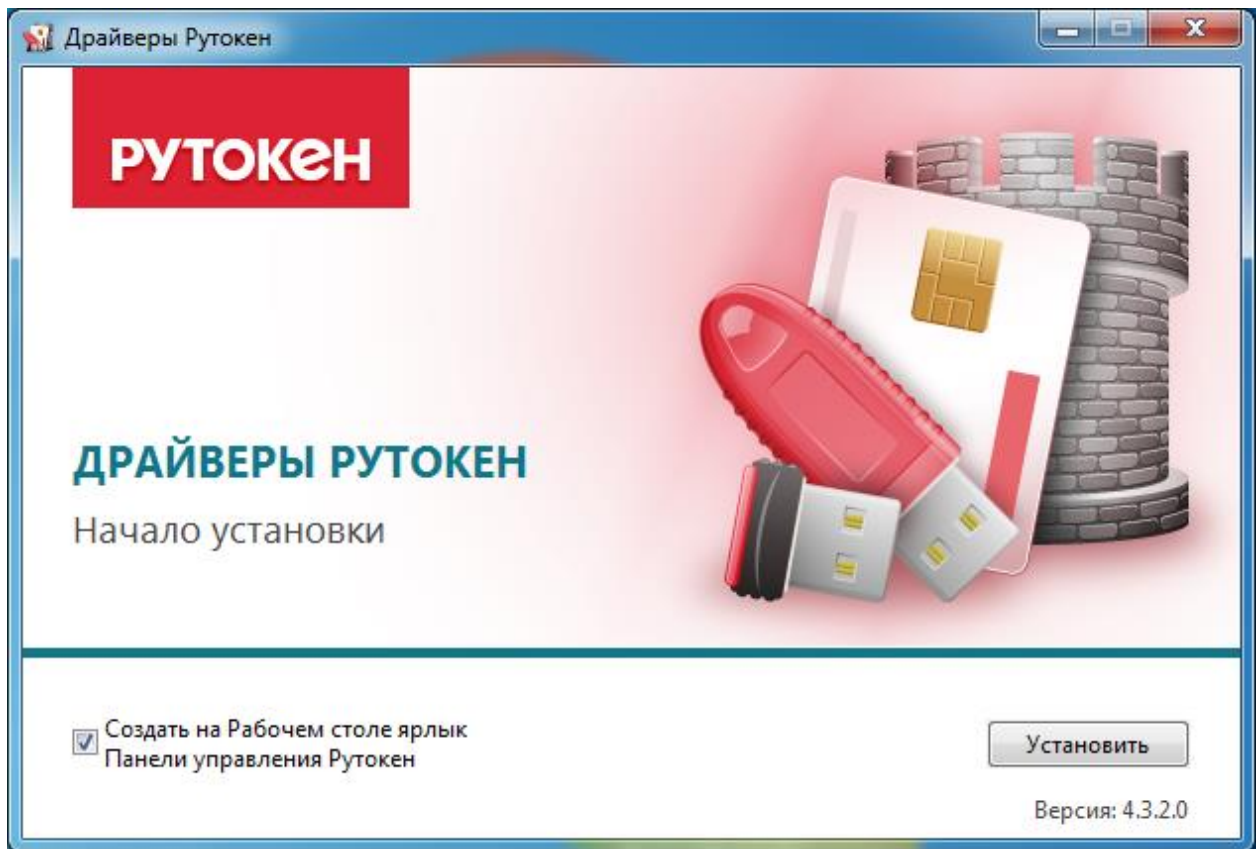 Драйверы Рутокен
РУТОКЕН
ДРАЙВЕРЫ РУТОКЕН
Начало установки
Создать на Рабочем столе ярлык
Панели управления Рутокен
Установить
Версия: 4.3.2.0